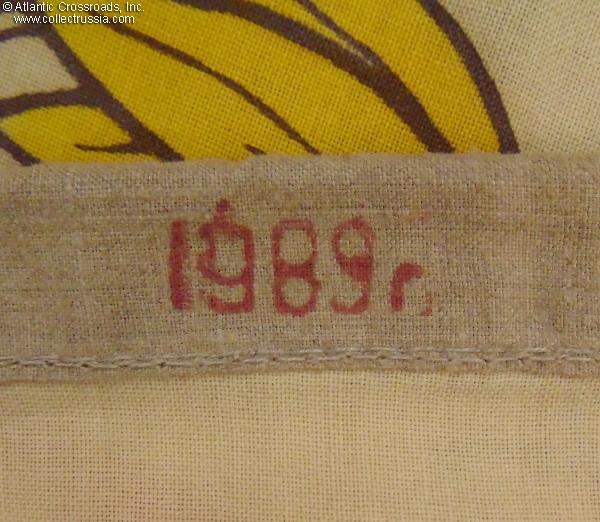 © Atlantic Crossroads, Inc.
www.collectrussia.com
1989г.